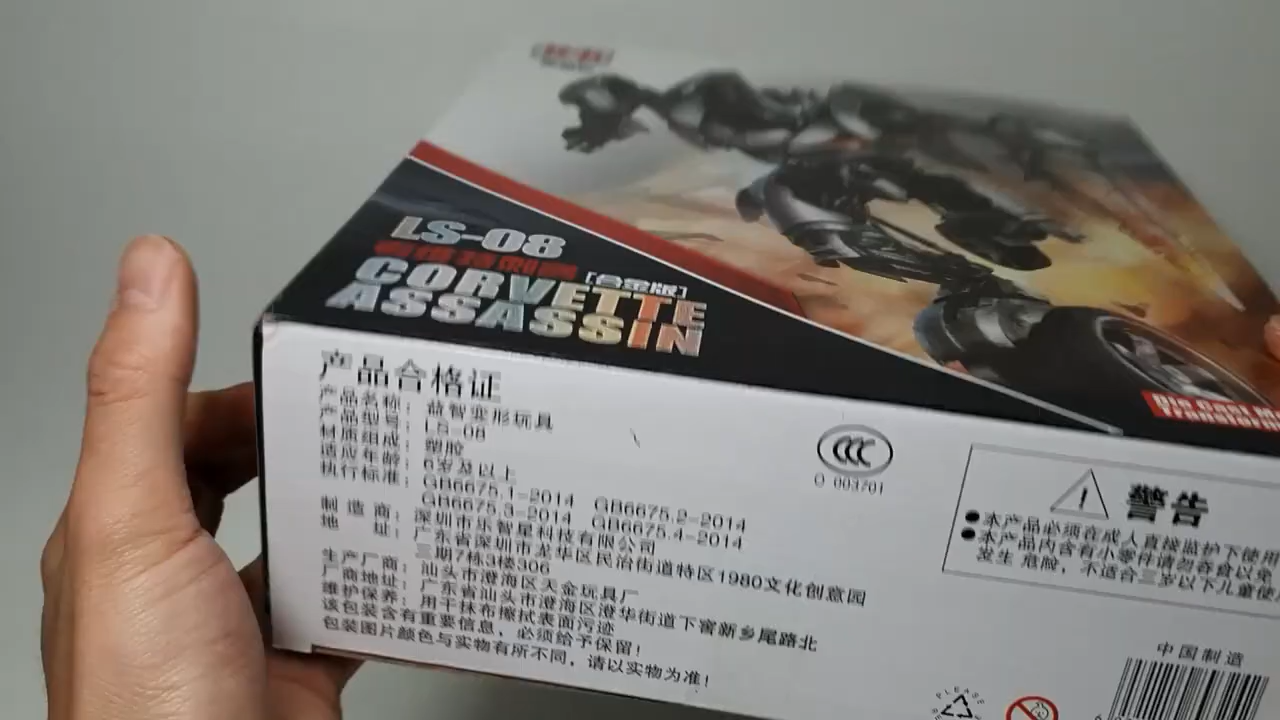 LS-08
[合金版]
CORVETTE
ASSASSIN
产品合格证
产品名称：益智变形玩具
产品型号：LS-08
材质组成：塑胶
适应年龄：6岁及以上
执行标准：GB6675.1-2014 GB6675.2-2014
GB6675.3-2014 GB6675.4-2014
制造商：深圳市乐智星科技有限公司
地址：广东省深圳市龙华区民治街道特区1980文化创意园
三期7栋3楼306
生产厂商：汕头市澄海区天金玩具厂
厂商地址：广东省汕头市澄海区澄华街道下窖新乡尾路北
维护保养：用干抹布擦拭表面污迹
该包装含有重要信息，必须给予保留！
包装图片颜色与实物有所不同，请以实物为准！
CCC
003701
警告
●本产品必须在成人直接监护下使用
●本产品内含有小零件请勿吞食以免
发生危险，不适合三岁以下儿童使
中国制造
PLEASE